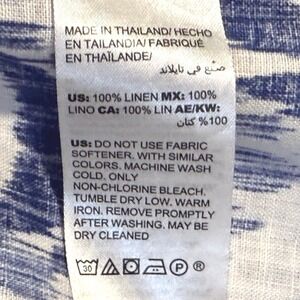 MADE IN THAILAND/ HECHO
EN TAILANDIA/ FABRIQUÉ
EN THAÏLANDE/
صنع في تايلاند
US: 100% LINEN MX: 100%
LINO CA: 100% LIN AE/KW:
100% كتان
US: DO NOT USE FABRIC
SOFTENER. WITH SIMILAR
COLORS. MACHINE WASH
COLD. ONLY
NON-CHLORINE BLEACH.
TUMBLE DRY LOW. WARM
IRON. REMOVE PROMPTLY
AFTER WASHING. MAY BE
DRY CLEANED
30 P ®